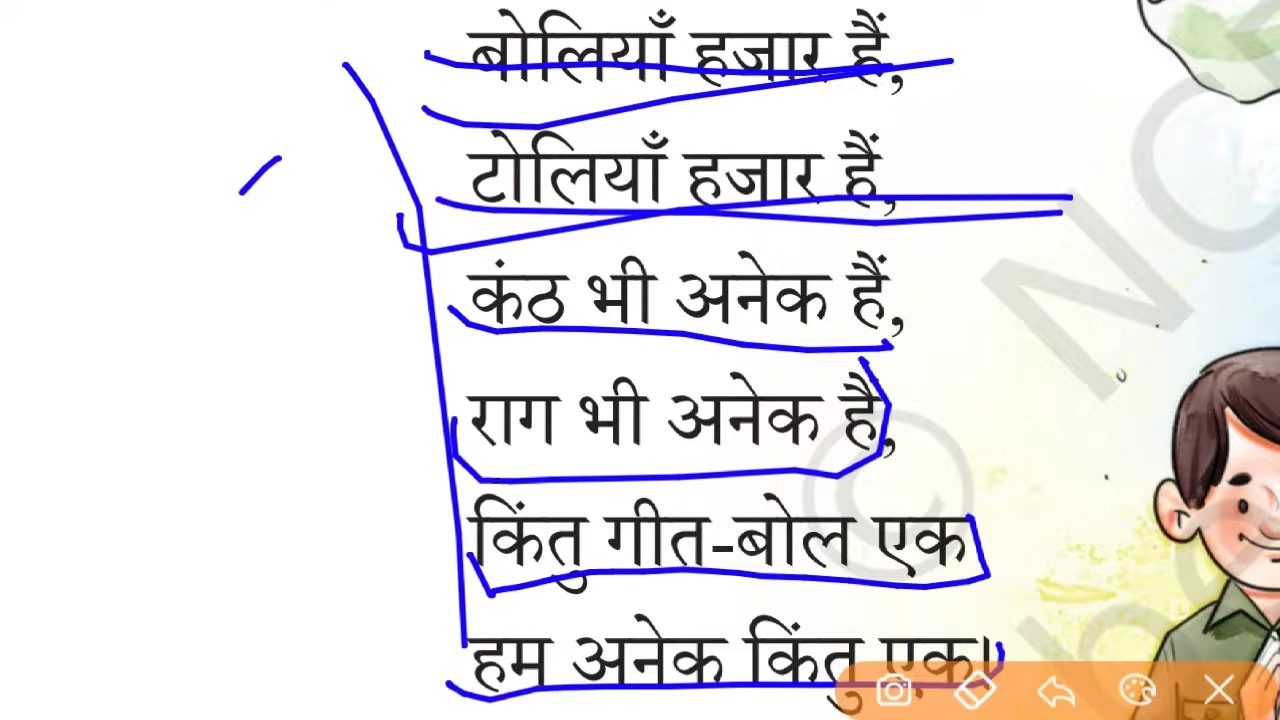 बोलियाँ हजार हैं,
टोलियाँ हजार हैं,
कंठ भी अनेक हैं,
राग भी अनेक है,
किंतु गीत-बोल एक
हम अनेक किंतु एक।